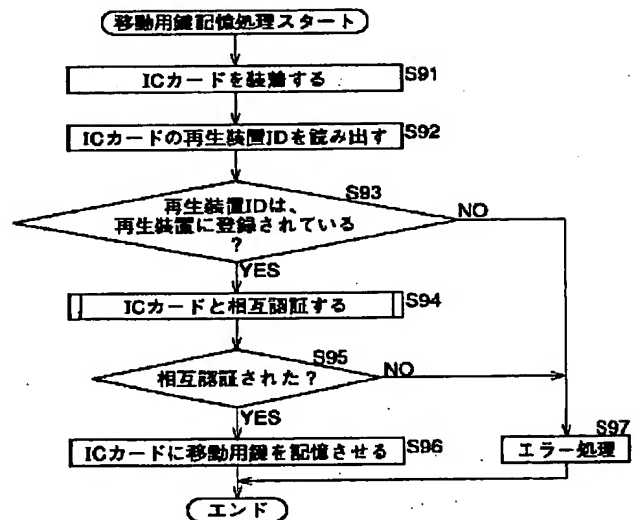 移動用鍵記憶処理スタート
ICカードを装着する
S91
ICカードの再生装置IDを読み出す
S92
S93
再生装置IDは、
再生装置に登録されている
?
NO
YES
ICカードと相互認証する
S94
S95
相互認証された?
NO
YES
S97
ICカードに移動用鍵を記憶させる
S96
エラー処理
エンド